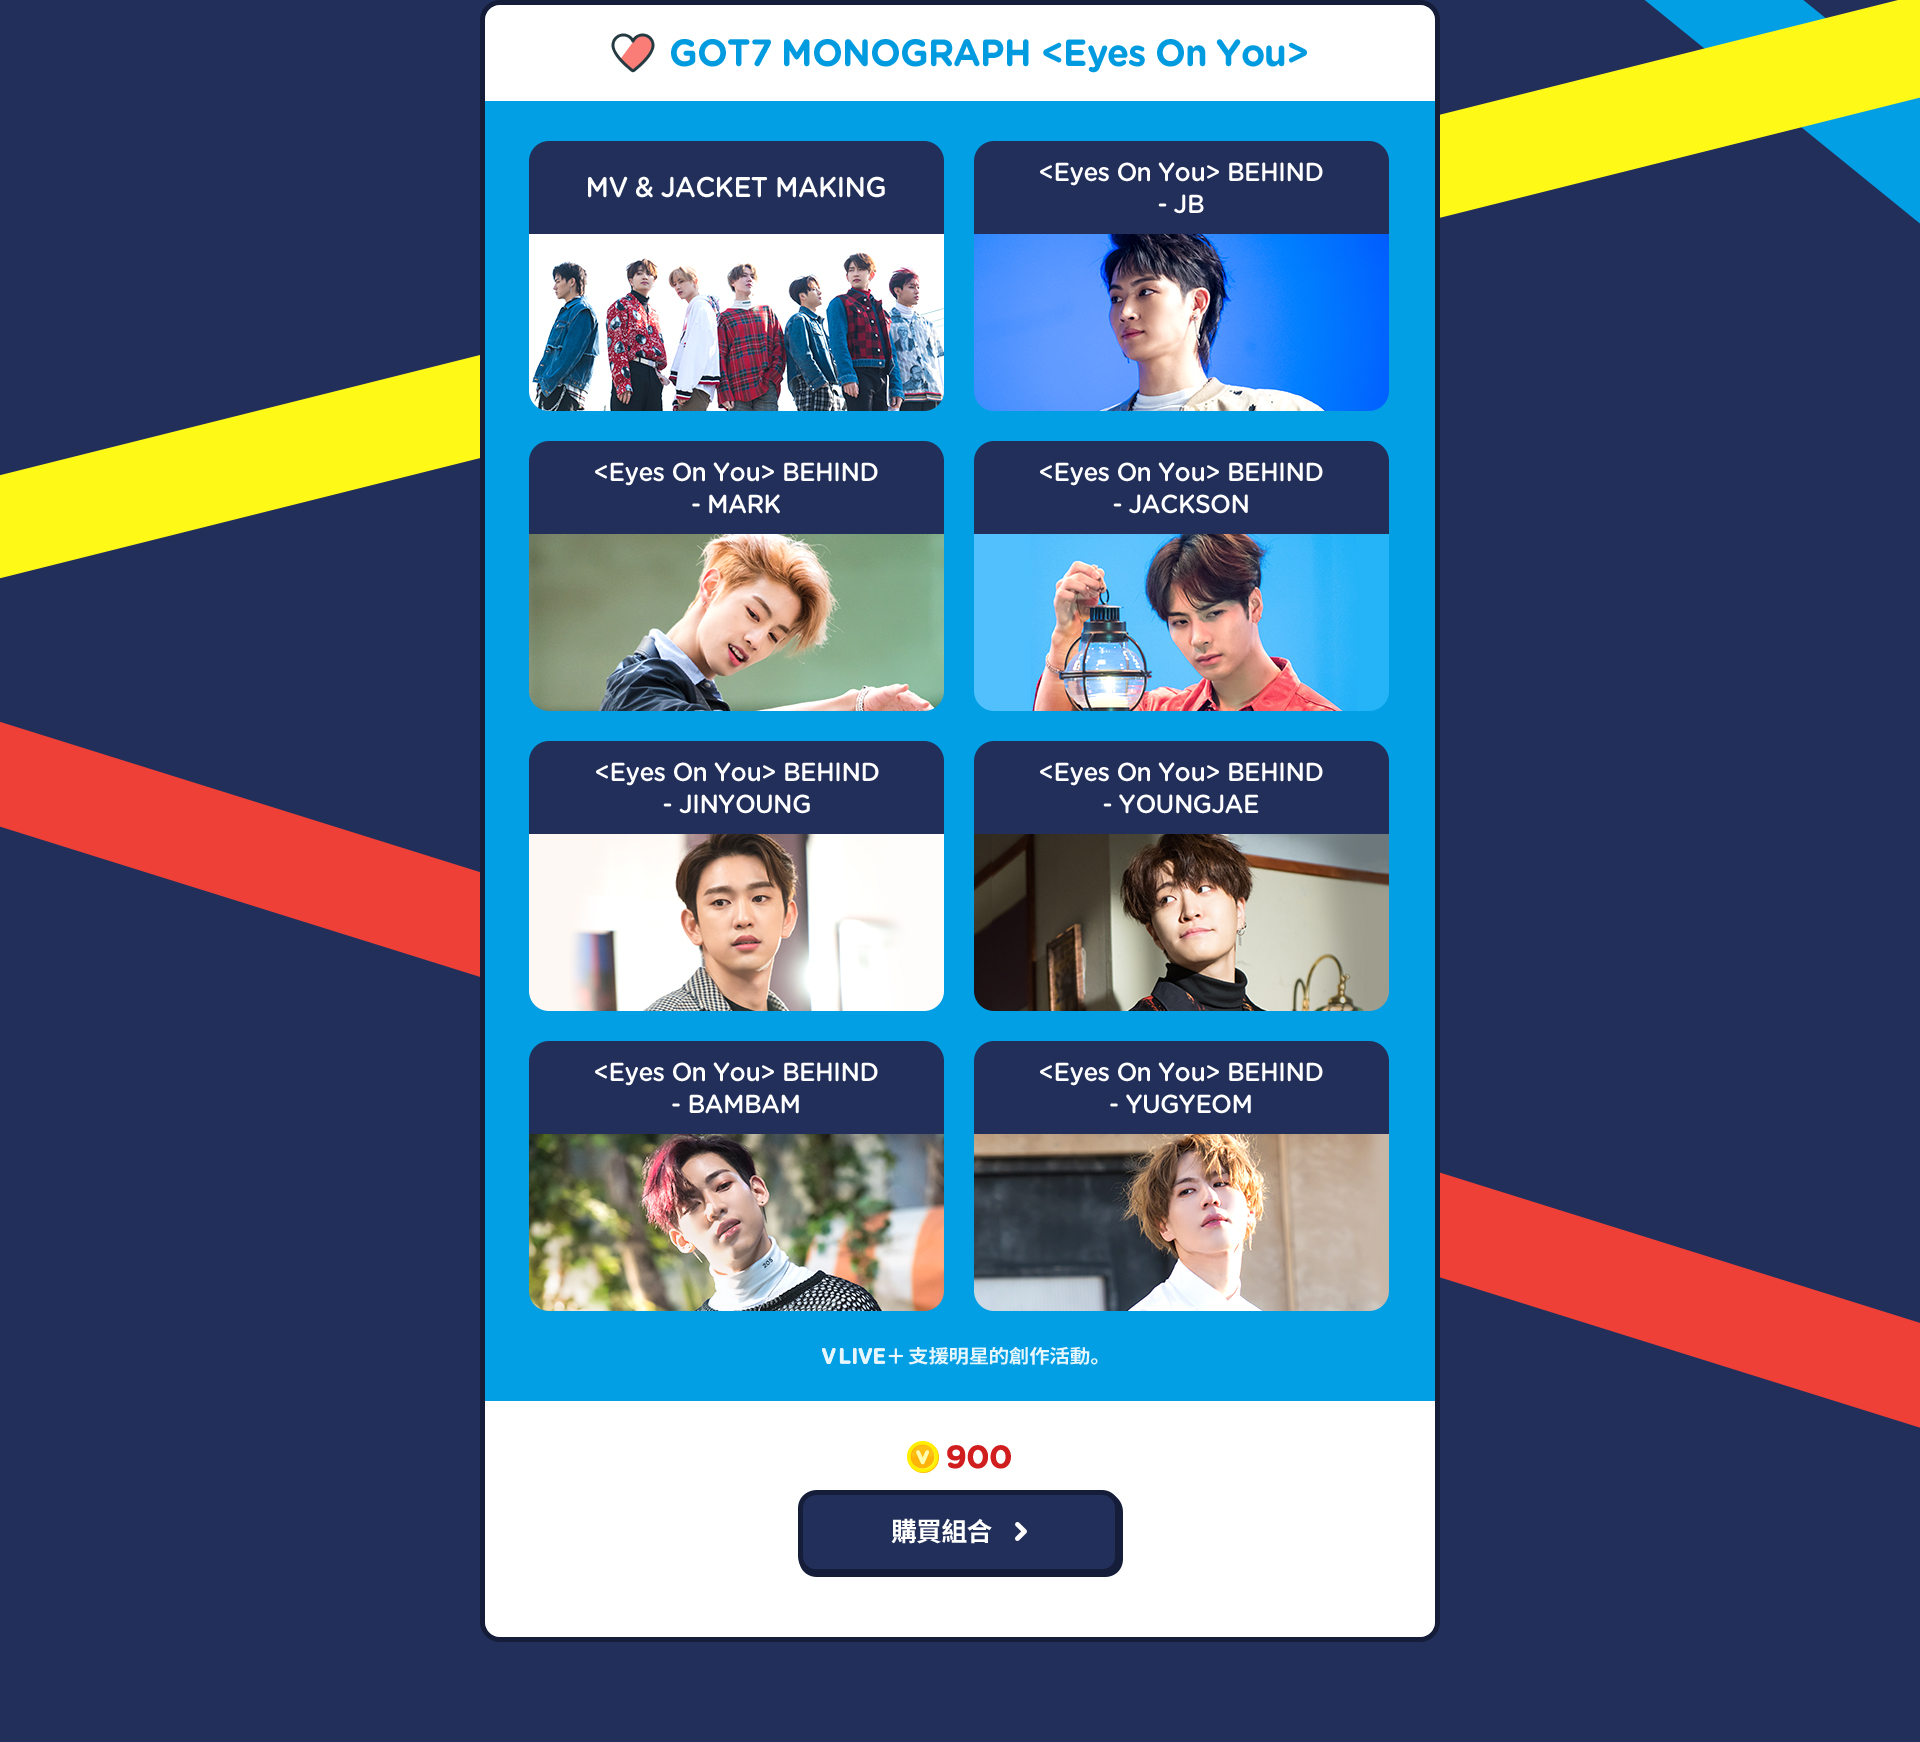 GOT7 MONOGRAPH <Eyes On You>
MV & JACKET MAKING
<Eyes On You> BEHIND
- JB
<Eyes On You> BEHIND
- MARK
<Eyes On You> BEHIND
- JACKSON
<Eyes On You> BEHIND
- JINYOUNG
<Eyes On You> BEHIND
- YOUNGJAE
<Eyes On You> BEHIND
- BAMBAM
<Eyes On You> BEHIND
- YUGYEOM
V LIVE+ 支援明星的創作活動。
V 900
購買組合